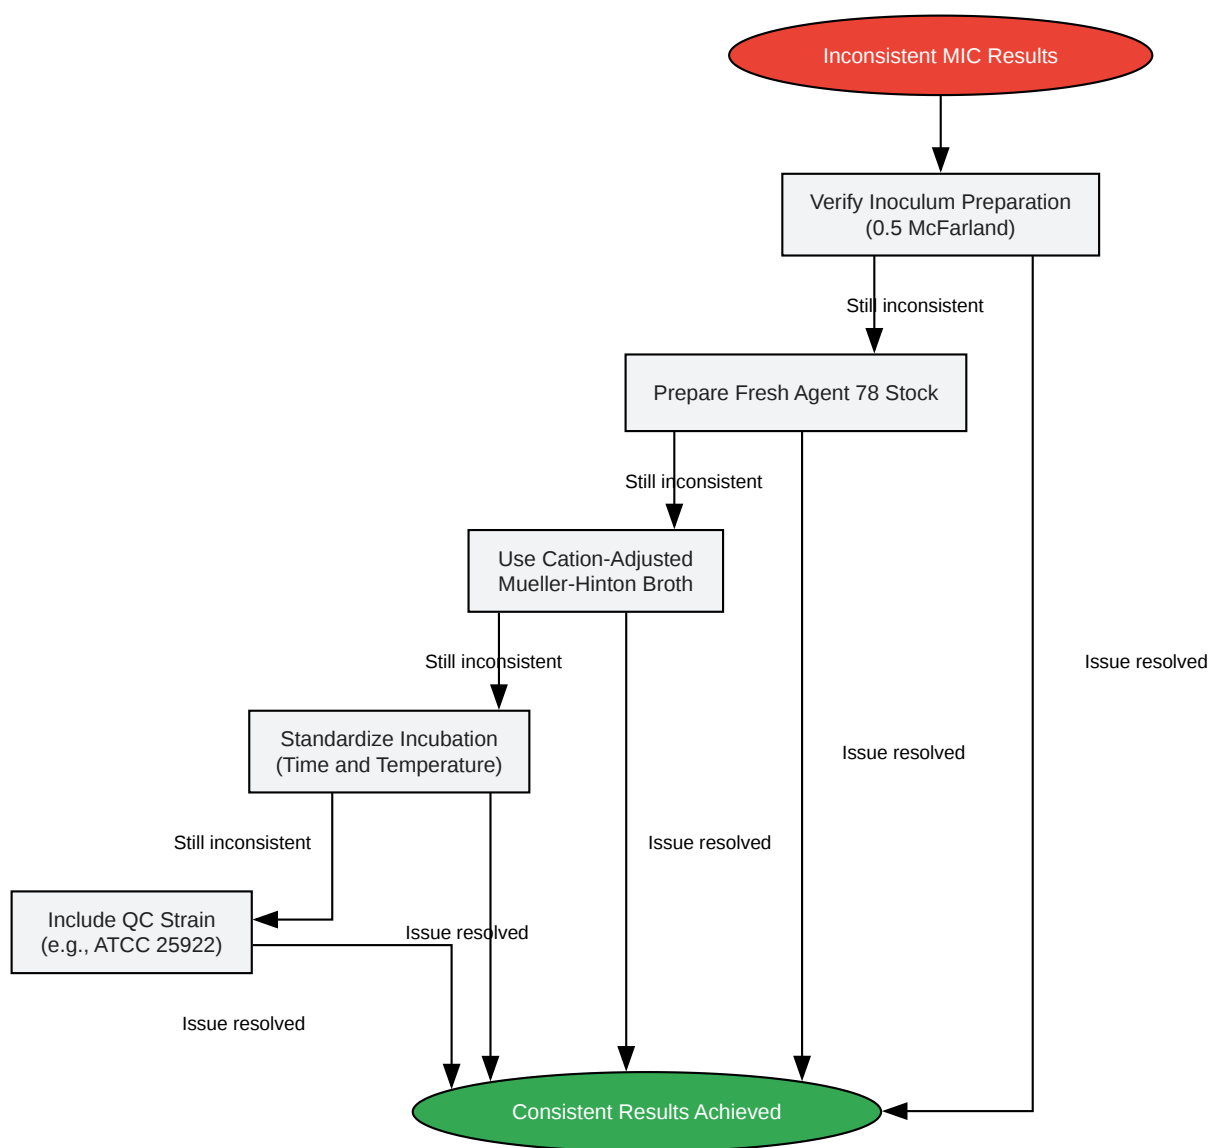 Inconsistent MIC Results
Verify Inoculum Preparation
(0.5 McFarland)
Still inconsistent
Prepare Fresh Agent 78 Stock
Still inconsistent
Use Cation-Adjusted
Mueller-Hinton Broth
Still inconsistent
Issue resolved
Standardize Incubation
(Time and Temperature)
Issue resolved
Still inconsistent
Issue resolved
Include QC Strain
(e.g., ATCC 25922)
Issue resolved
Issue resolved
Consistent Results Achieved